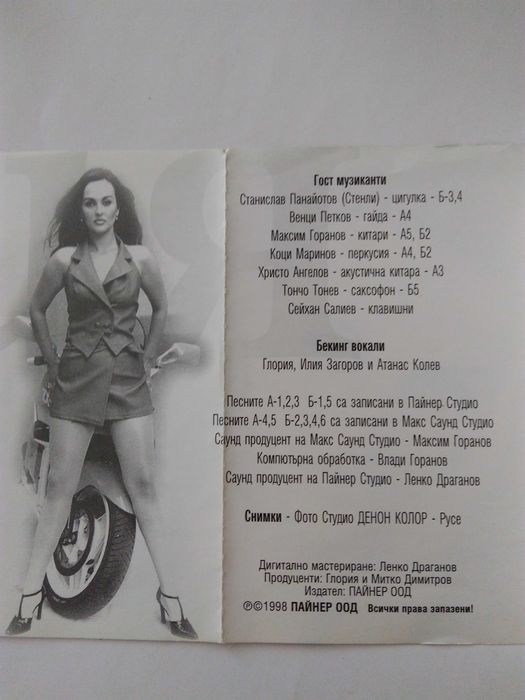 Гост музиканти
Станислав Панайотов (Стенли) - цигулка - Б-3,4
Венци Петков - гайда - А4
Максим Горанов - китари - А5, Б2
Коци Маринов - перкусия - А4, Б2
Христо Ангелов - акустична китара - А3
Тончо Тонев - саксофон - Б5
Сейхан Салиев - клавишни
Бекинг вокали
Глория, Илия Загоров и Атанас Колев
Песните А-1,2,3 Б-1,5 са записани в Пайнер Студио
Песните А-4,5 Б-2,3,4,6 са записани в Макс Саунд Студио
Саунд продуцент на Макс Саунд Студио - Максим Горанов
Компютърна обработка - Влади Горанов
Саунд продуцент на Пайнер Студио - Ленко Драганов
Снимки - Фото Студио ДЕНОН КОЛОР - Русе
Дигитално мастериране: Ленко Драганов
Продуценти: Глория и Митко Димитров
Издател: ПАЙНЕР ООД
℗©1998 ПАЙНЕР ООД Всички права запазени!